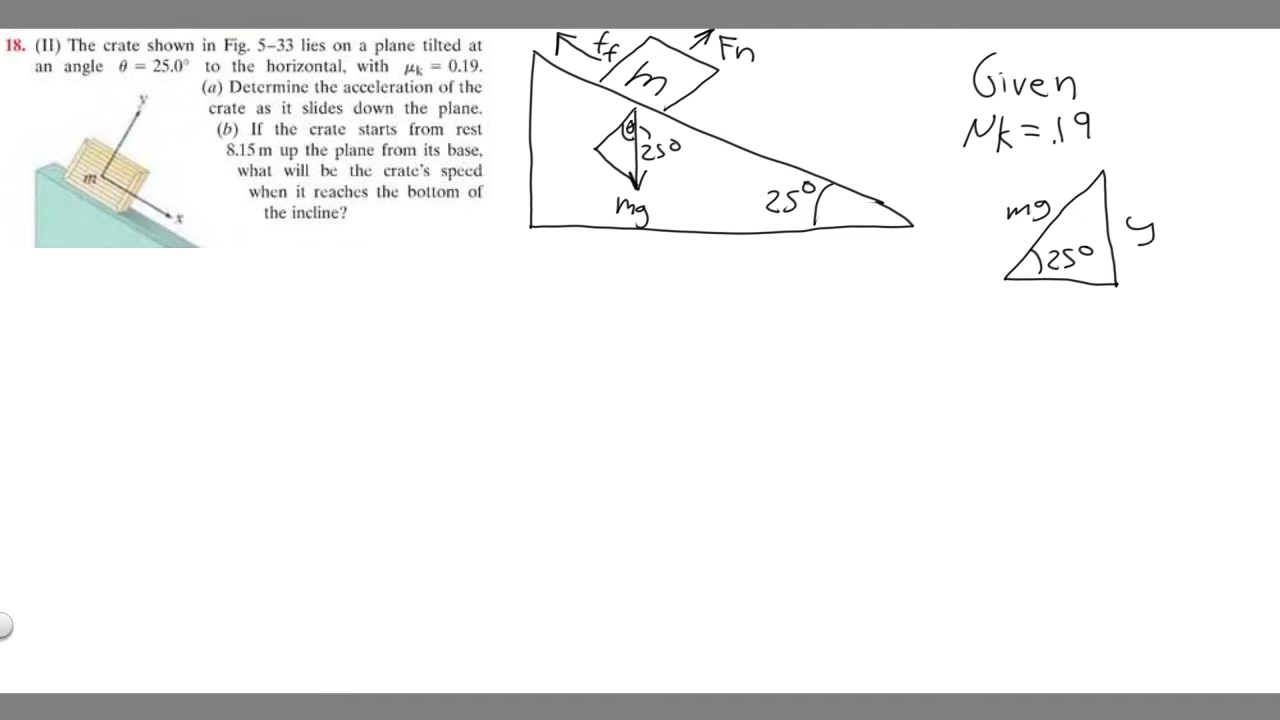 18. (II) The crate shown in Fig. 5–33 lies on a plane tilted at
an angle θ = 25.0° to the horizontal, with μk = 0.19.
(a) Determine the acceleration of the
crate as it slides down the plane.
(b) If the crate starts from rest
8.15 m up the plane from its base,
what will be the crate's speed
when it reaches the bottom of
the incline?
y
m
x
Ff
Fn
m
θ
25°
mg
25°
Given
μk = .19
mg
25°
y